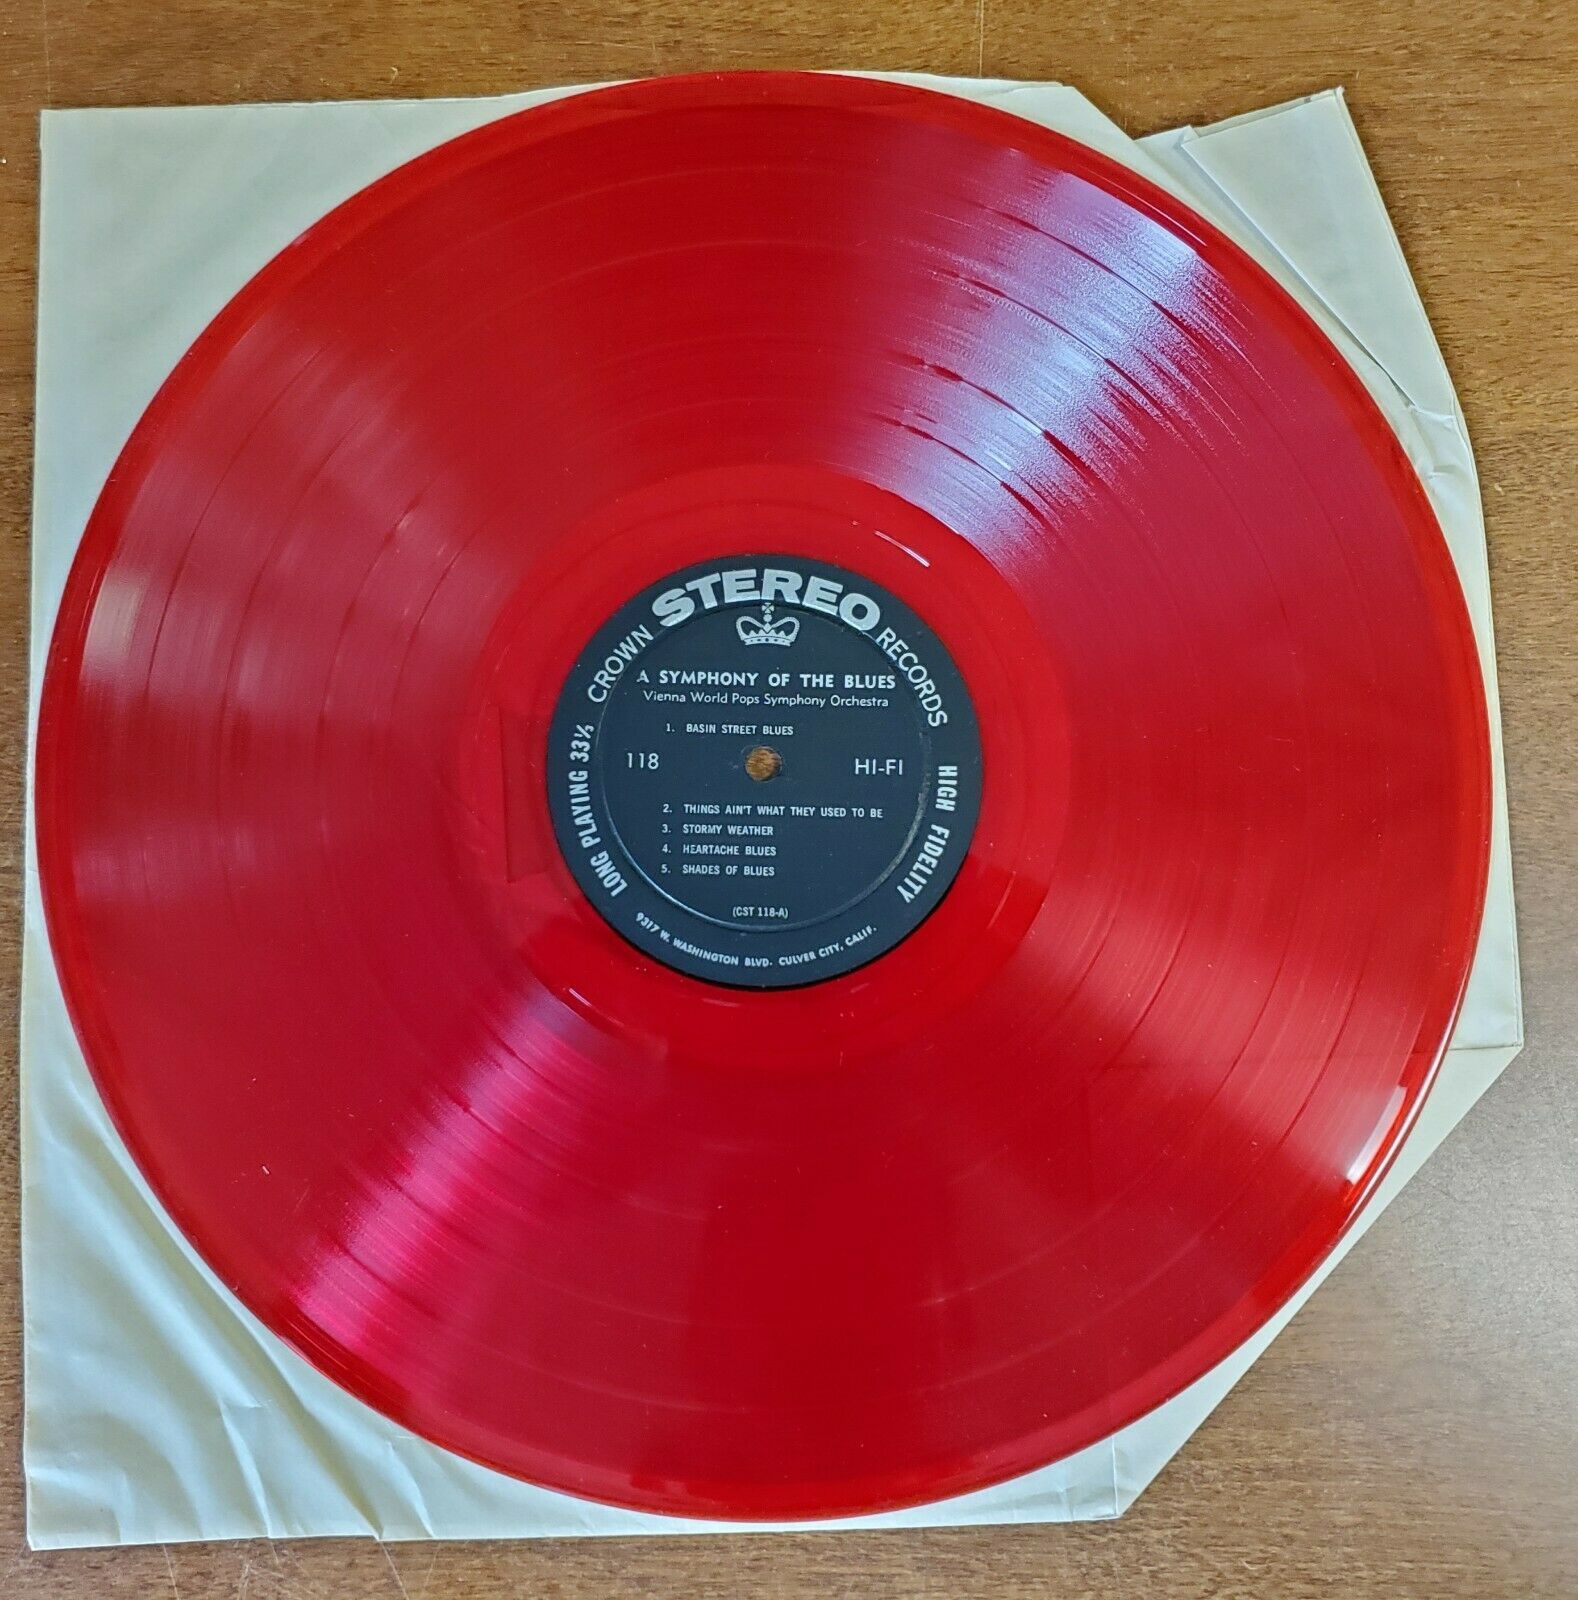 STEREO
CROWN RECORDS
A SYMPHONY OF THE BLUES
Vienna World Pops Symphony Orchestra
1. BASIN STREET BLUES
118 HI-FI
2. THINGS AIN'T WHAT THEY USED TO BE
3. STORMY WEATHER
4. HEARTACHE BLUES
5. SHADES OF BLUES
(CST 118-A)
LONG PLAYING 33⅓
HIGH FIDELITY
9317 W. WASHINGTON BLVD. CULVER CITY, CALIF.